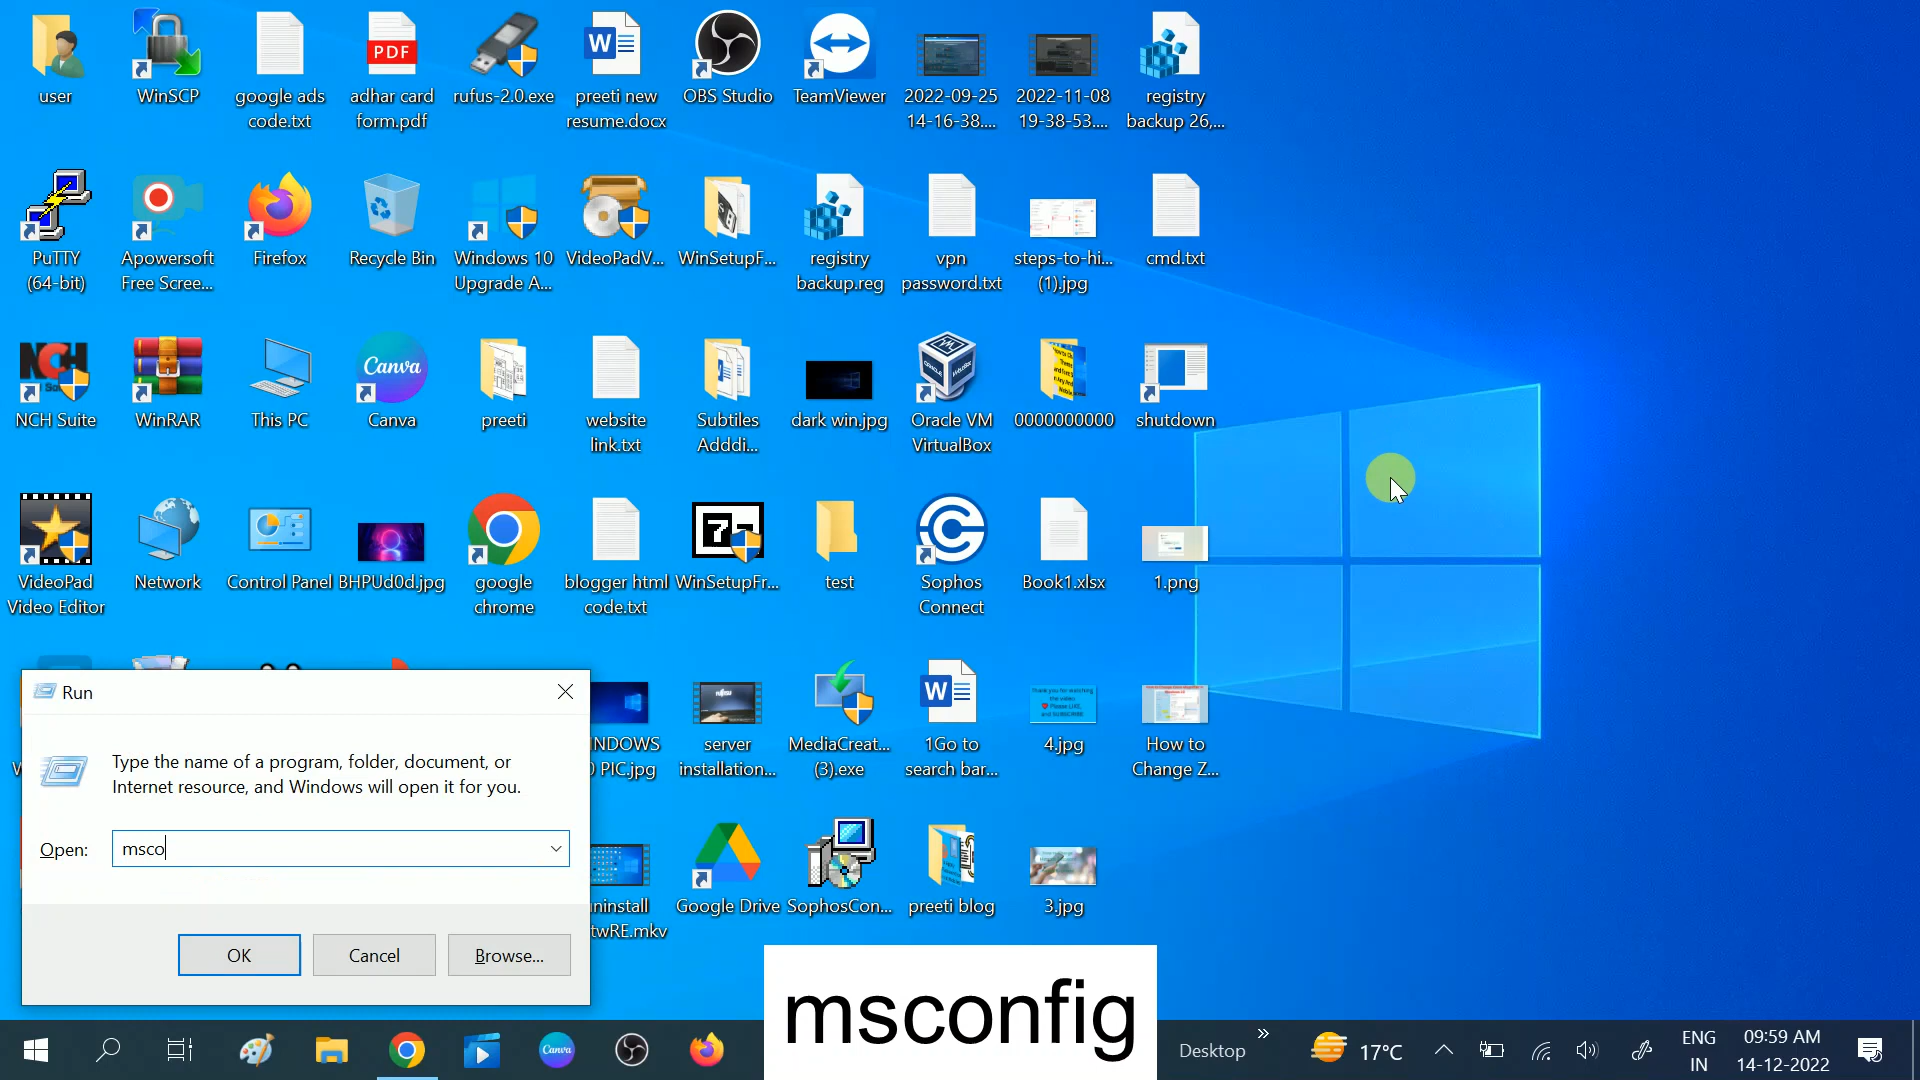 user
WinSCP
google ads
code.txt
PDF
adhar card
form.pdf
rufus-2.0.exe
preeti new
resume.docx
OBS Studio
TeamViewer
2022-09-25
14-16-38....
2022-11-08
19-38-53....
registry
backup 26,...
PuTTY
(64-bit)
Apowersoft
Free Scree...
Firefox
Recycle Bin
Windows 10
Upgrade A...
VideoPadV...
WinSetupF...
registry
backup.reg
vpn
password.txt
steps-to-hi...
(1).jpg
cmd.txt
NCH
NCH Suite
WinRAR
This PC
Canva
Canva
preeti
website
link.txt
Subtiles
Adddi...
dark win.jpg
Oracle VM
VirtualBox
0000000000
shutdown
VideoPad
Video Editor
Network
Control Panel
BHPUd0d.jpg
google
chrome
blogger html
code.txt
WinSetupFr...
test
Sophos
Connect
Book1.xlsx
1.png
INDOWS
0 PIC.jpg
server
installation...
MediaCreat...
(3).exe
1Go to
search bar...
4.jpg
How to
Change Z...
Run
Type the name of a program, folder, document, or
Internet resource, and Windows will open it for you.
Open:
msco
OK
Cancel
Browse...
ninstall
twRE.mkv
Google Drive
SophosCon...
preeti blog
3.jpg
msconfig
Canva
Desktop
17°C
ENG
IN
09:59 AM
14-12-2022